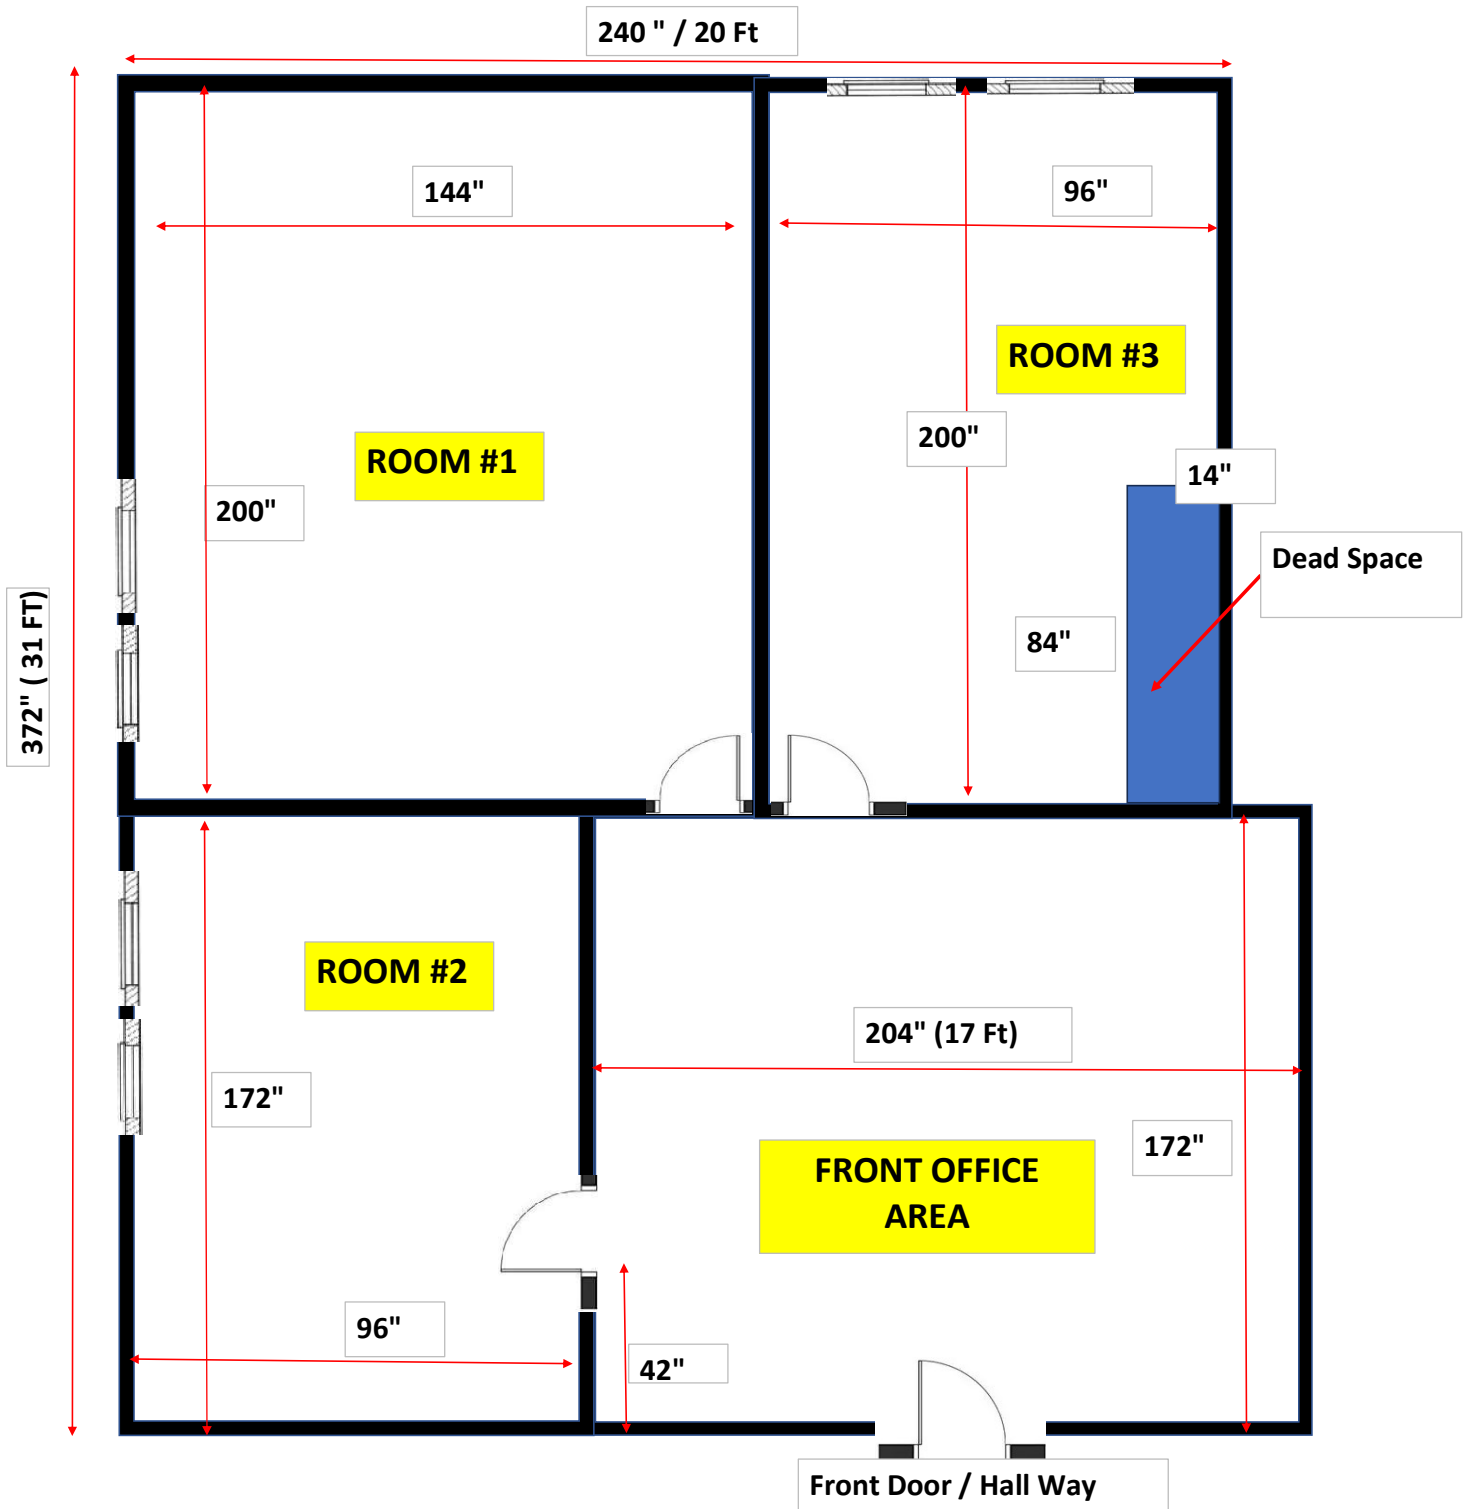 240 " / 20 Ft
144"
96"
ROOM #3
200"
ROOM #1
14"
200"
Dead Space
372" ( 31 FT)
84"
ROOM #2
204" (17 Ft)
172"
172"
FRONT OFFICE
AREA
96"
42"
Front Door / Hall Way